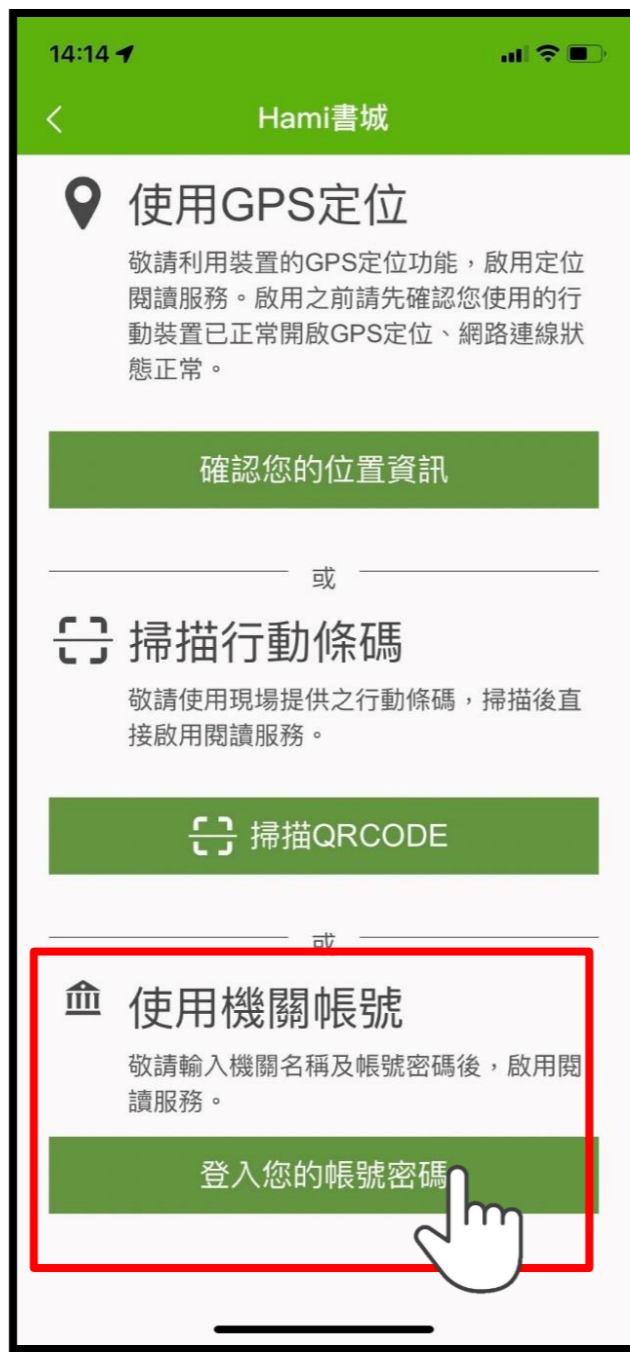 14:14
Hami書城
使用GPS定位
敬請利用裝置的GPS定位功能，啟用定位
閱讀服務。啟用之前請先確認您使用的行
動裝置已正常開啟GPS定位、網路連線狀
態正常。
確認您的位置資訊
或
掃描行動條碼
敬請使用現場提供之行動條碼，掃描後直
接啟用閱讀服務。
掃描QRCODE
或
使用機關帳號
敬請輸入機關名稱及帳號密碼後，啟用閱
讀服務。
登入您的帳號密碼